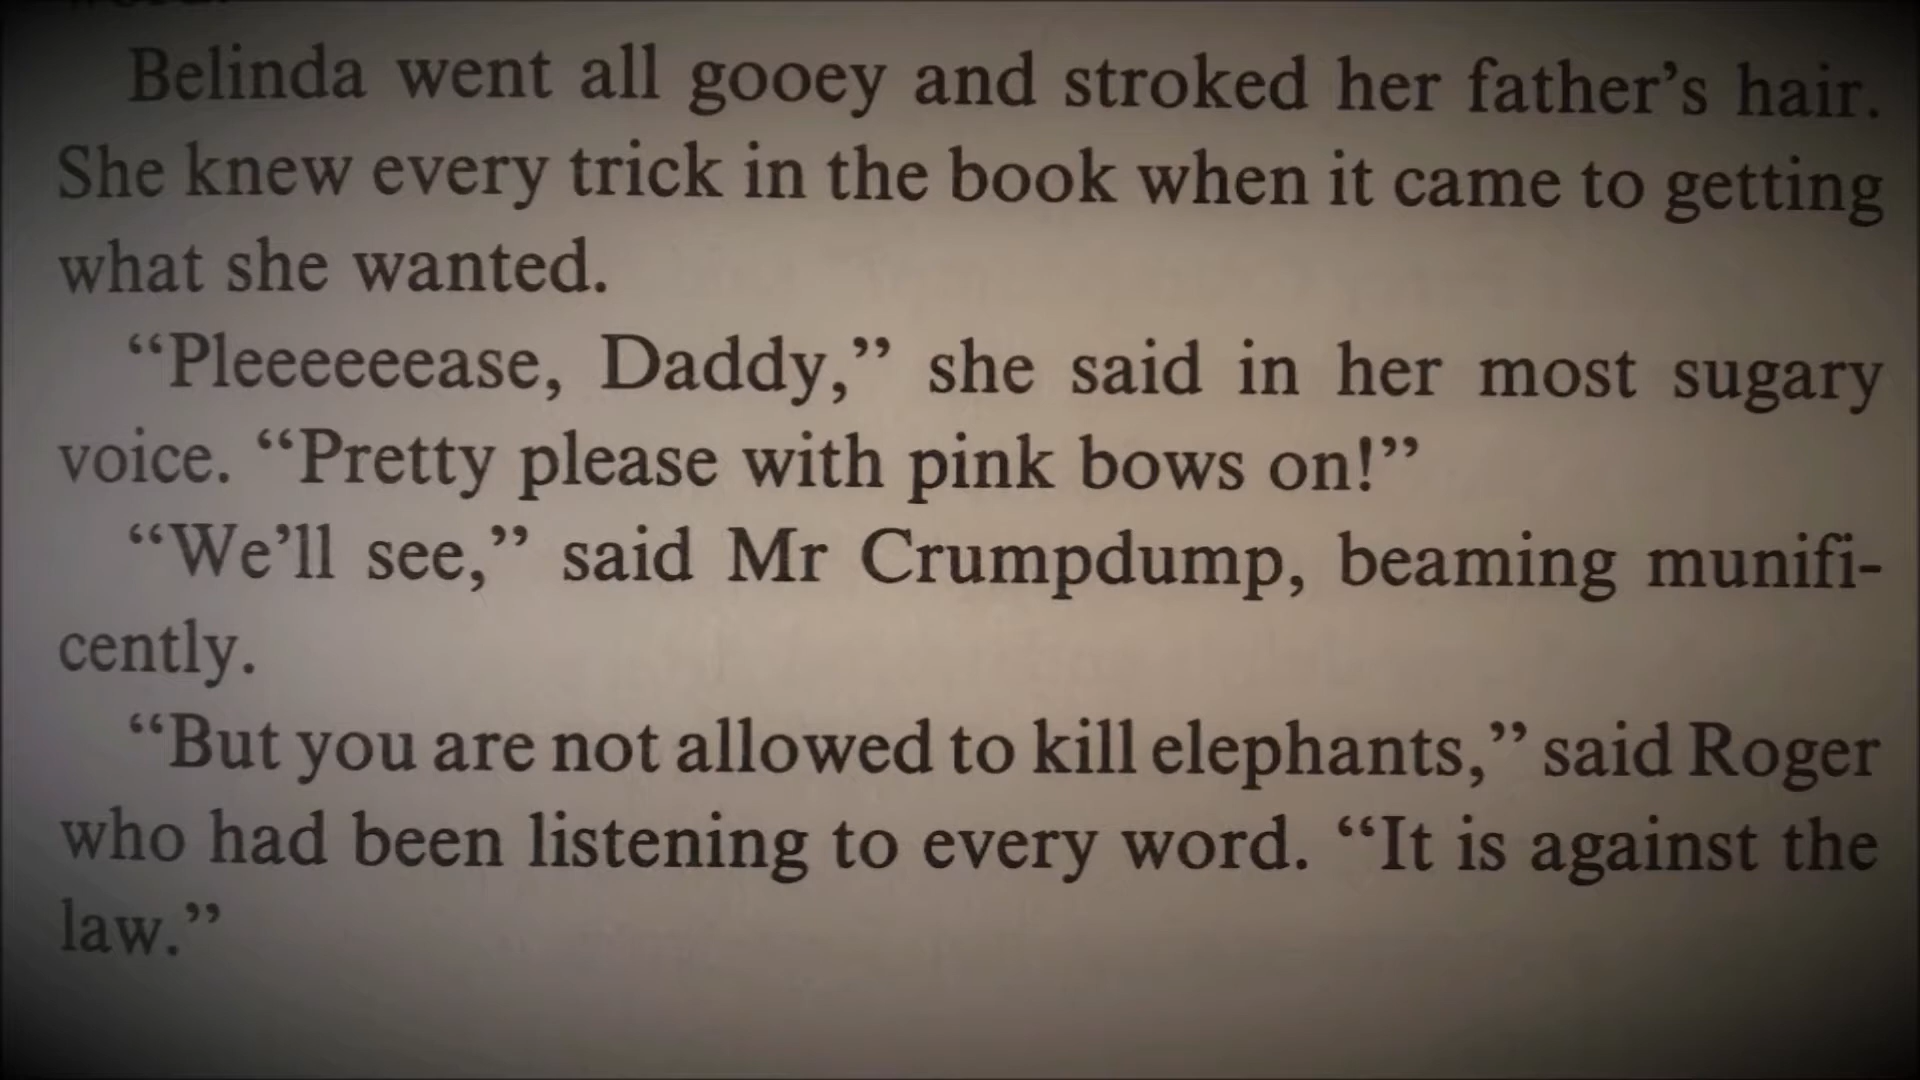 Belinda went all gooey and stroked her father’s hair.
She knew every trick in the book when it came to getting
what she wanted.
“Pleeeeeease, Daddy,” she said in her most sugary
voice. “Pretty please with pink bows on!”
“We’ll see,” said Mr Crumpdump, beaming munifi-
cently.
“But you are not allowed to kill elephants,” said Roger
who had been listening to every word. “It is against the
law.”